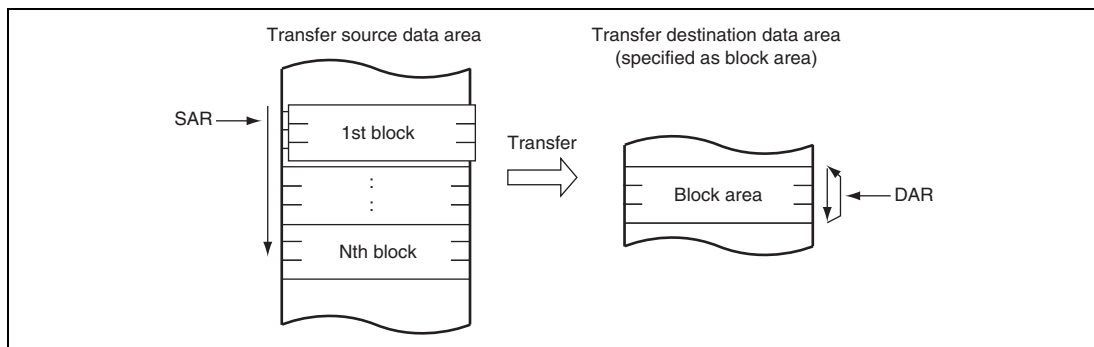 Transfer source data area
Transfer destination data area
(specified as block area)
SAR
1st block
Transfer
:
:
Block area
DAR
Nth block